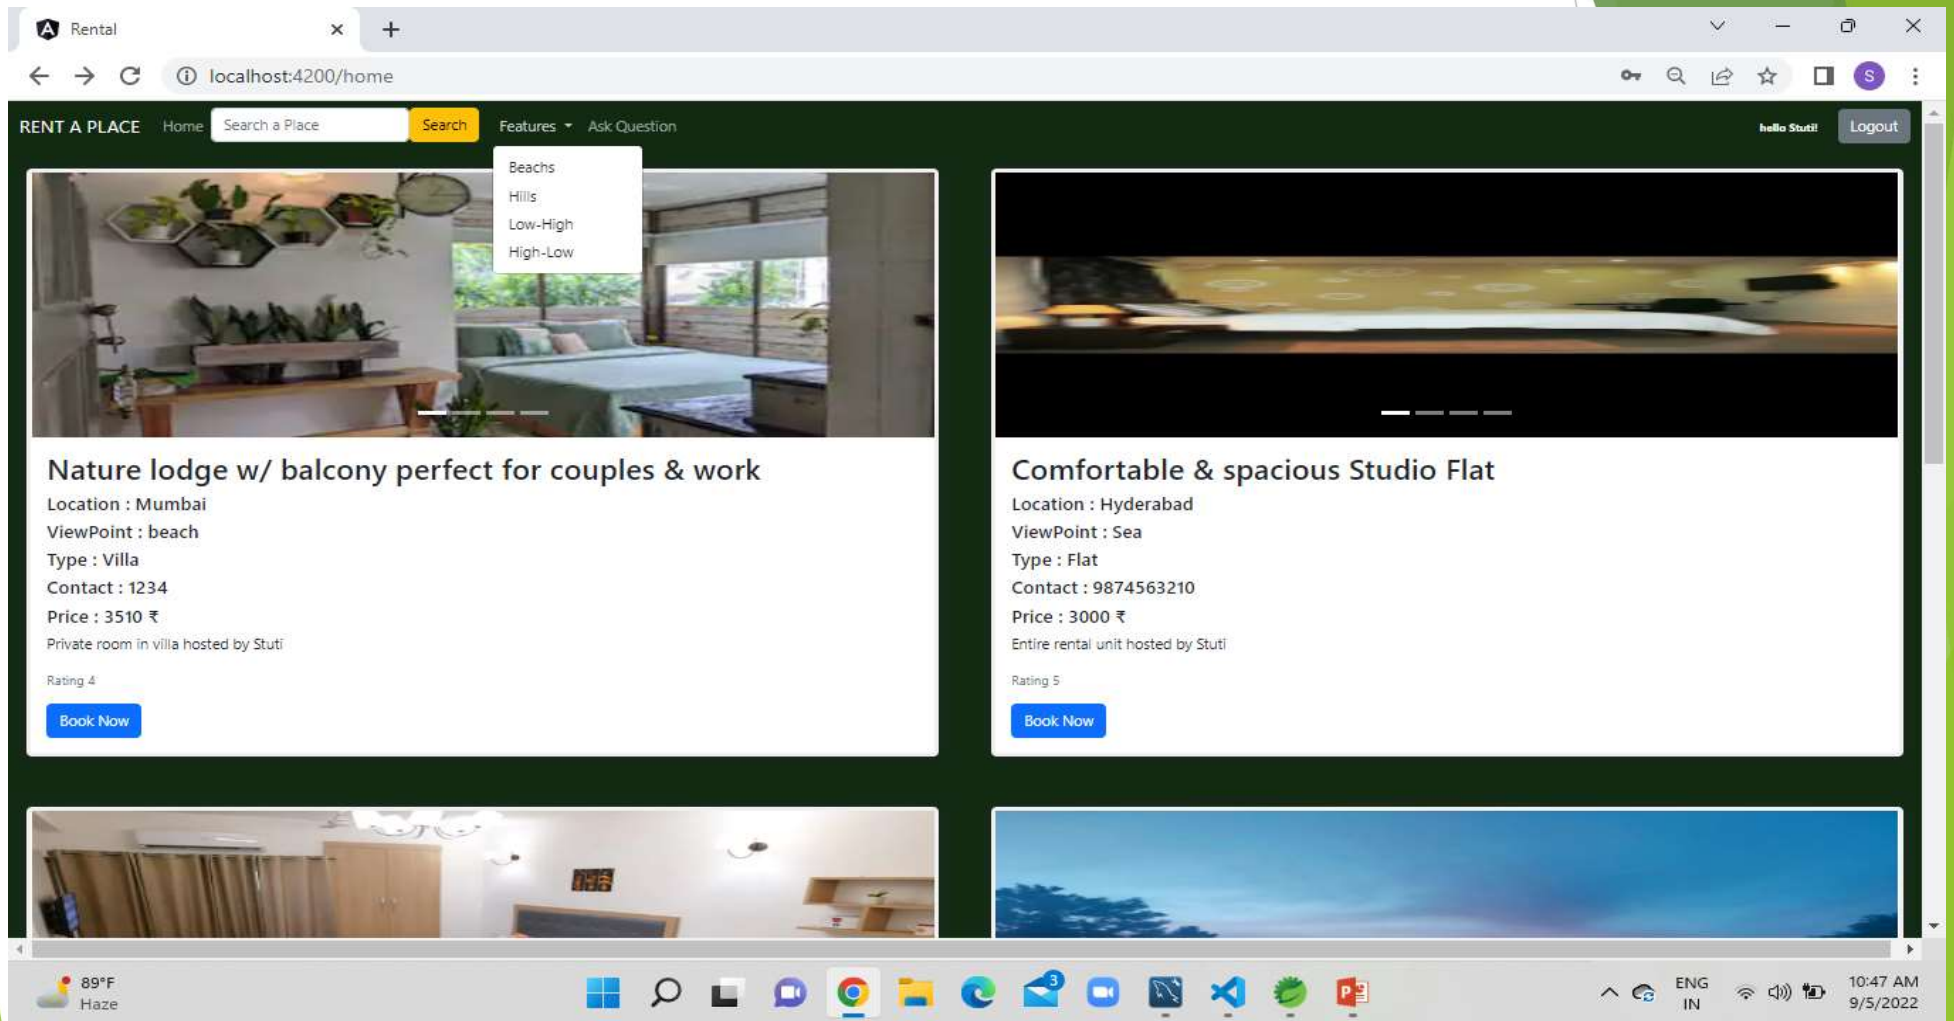 Rental
localhost:4200/home
S
RENT A PLACE Home Search a Place Search Features Ask Question hello Stuti! Logout
Beachs
Hills
Low-High
High-Low
Nature lodge w/ balcony perfect for couples & work
Location : Mumbai
ViewPoint : beach
Type : Villa
Contact : 1234
Price : 3510 ₹
Private room in villa hosted by Stuti
Rating 4
Book Now
Comfortable & spacious Studio Flat
Location : Hyderabad
ViewPoint : Sea
Type : Flat
Contact : 9874563210
Price : 3000 ₹
Entire rental unit hosted by Stuti
Rating 5
Book Now
89°F
Haze
3
ENG
IN
10:47 AM
9/5/2022